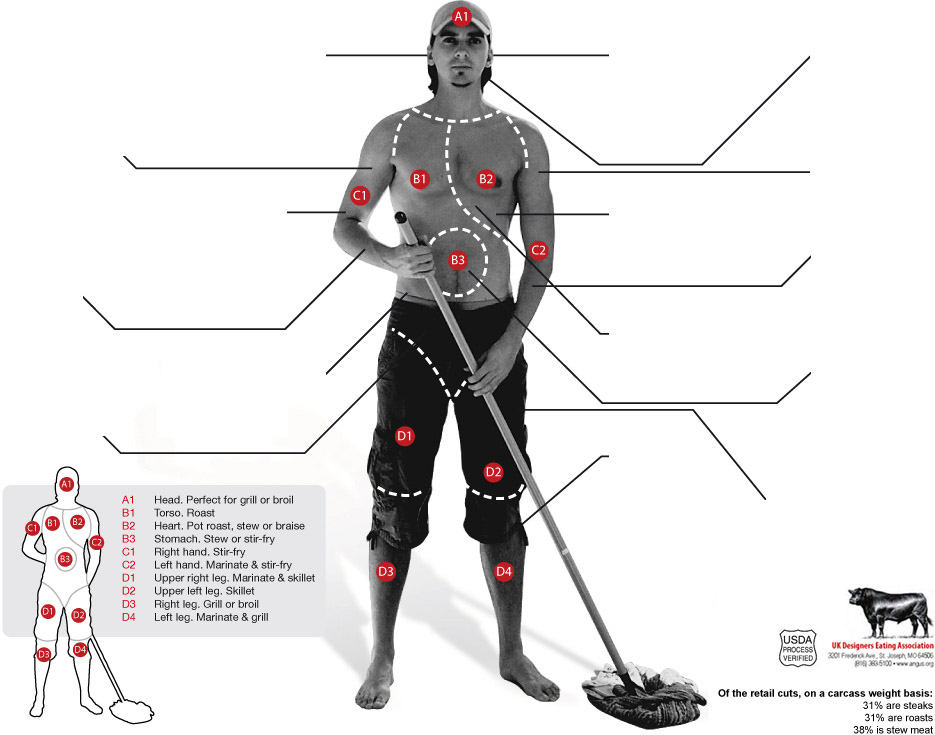 A1
B1
B2
C1
C2
B3
D1
D2
D3
D4
A1
B1
B2
C1
C2
B3
D1
D2
D3
D4
A1 Head. Perfect for grill or broil
B1 Torso. Roast
B2 Heart. Pot roast, stew or braise
B3 Stomach. Stew or stir-fry
C1 Right hand. Stir-fry
C2 Left hand. Marinate & stir-fry
D1 Upper right leg. Marinate & skillet
D2 Upper left leg. Skillet
D3 Right leg. Grill or broil
D4 Left leg. Marinate & grill
USDA
PROCESS
VERIFIED
UK Designers Eating Association
3201 Frederick Ave., St. Joseph, MO 64506
(816) 383-5100 • www.angus.org
Of the retail cuts, on a carcass weight basis:
31% are steaks
31% are roasts
38% is stew meat